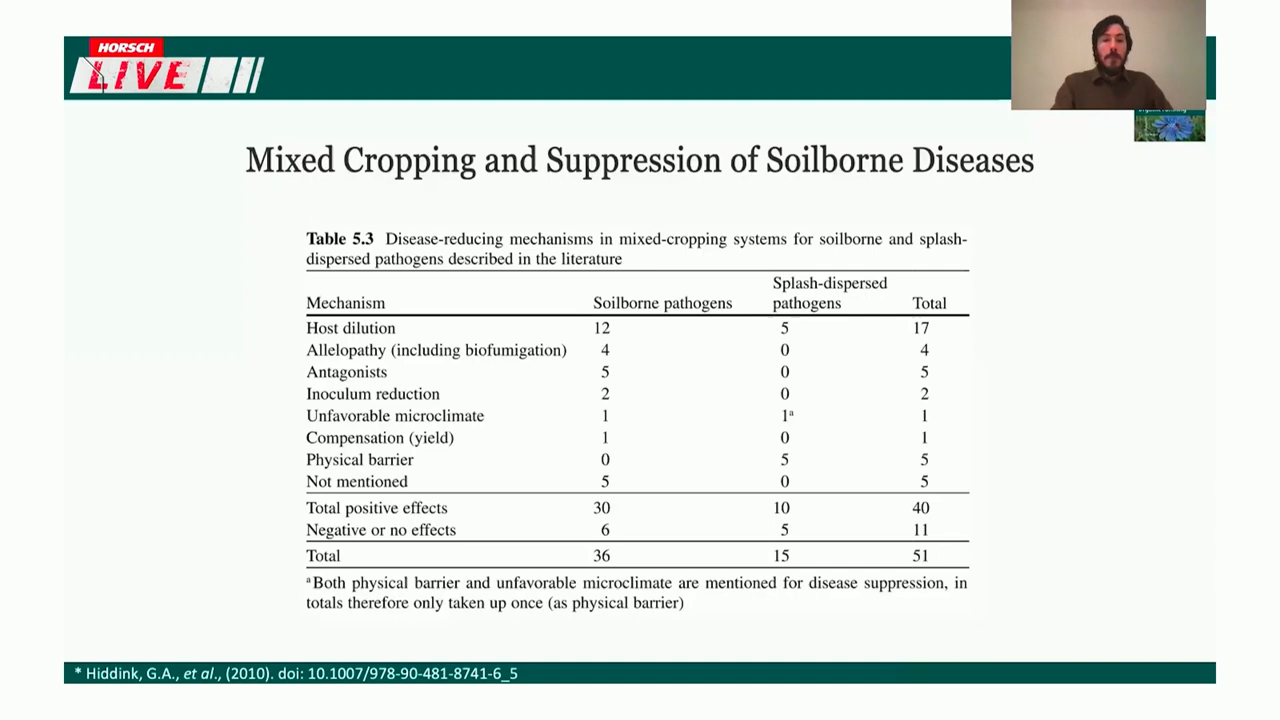 HORSCH
LIVE
Mixed Cropping and Suppression of Soilborne Diseases
Table 5.3 Disease-reducing mechanisms in mixed-cropping systems for soilborne and splash-
dispersed pathogens described in the literature
Mechanism Soilborne pathogens Splash-dispersed pathogens Total
Host dilution 12 5 17
Allelopathy (including biofumigation) 4 0 4
Antagonists 5 0 5
Inoculum reduction 2 0 2
Unfavorable microclimate 1 1ᵃ 1
Compensation (yield) 1 0 1
Physical barrier 0 5 5
Not mentioned 5 0 5
Total positive effects 30 10 40
Negative or no effects 6 5 11
Total 36 15 51
ᵃBoth physical barrier and unfavorable microclimate are mentioned for disease suppression, in
totals therefore only taken up once (as physical barrier)
* Hiddink, G.A., et al., (2010). doi: 10.1007/978-90-481-8741-6_5